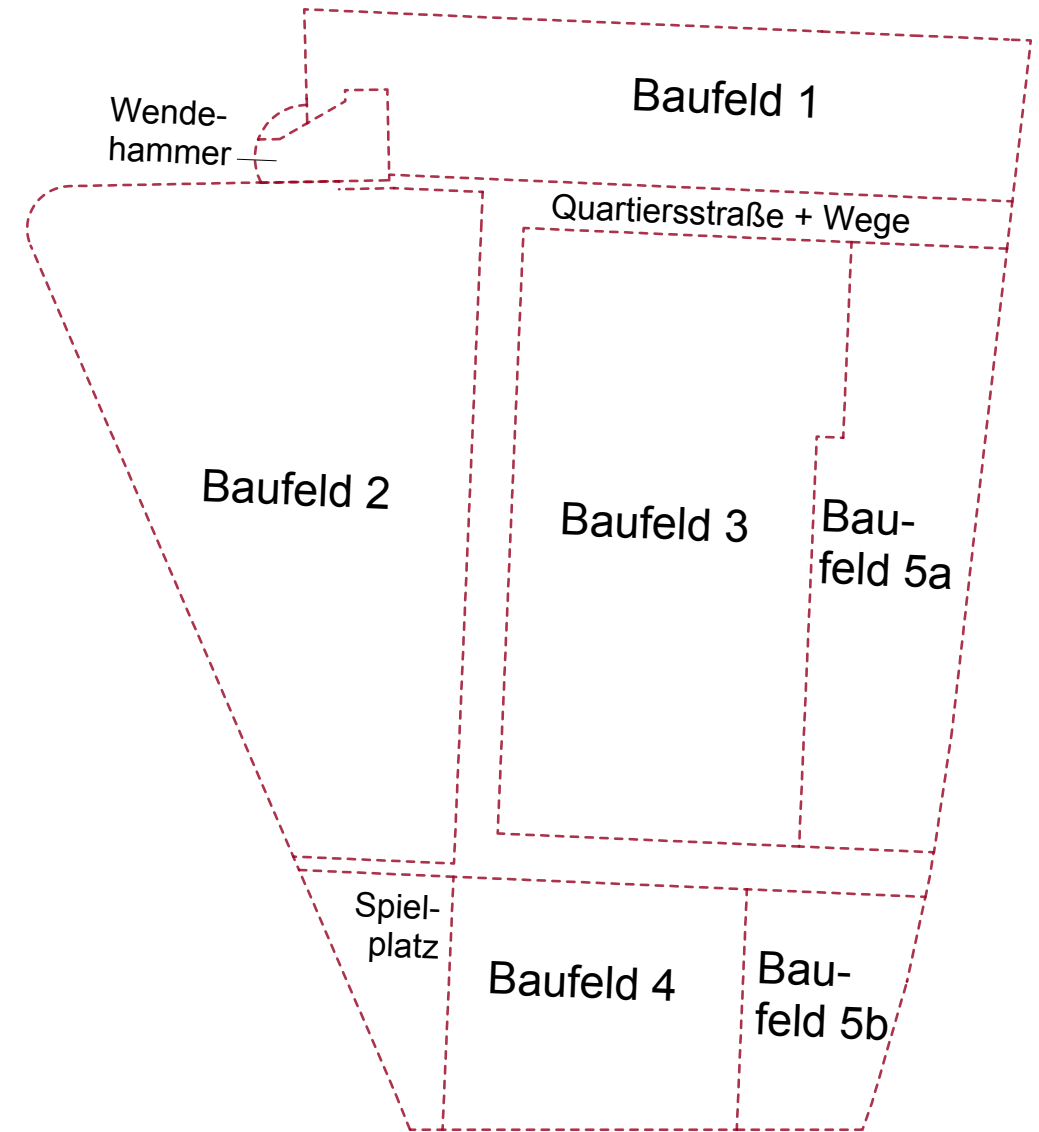 Baufeld 1
Wende-
hammer
Quartiersstraße + Wege
Baufeld 2
Baufeld 3
Bau-
feld 5a
Spiel-
platz
Baufeld 4
Bau-
feld 5b